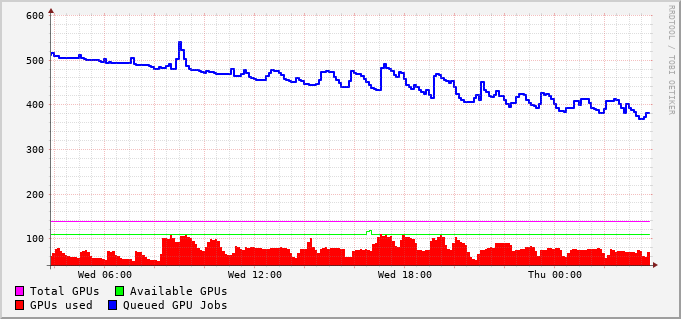 600
500
400
300
200
100
Wed 06:00 Wed 12:00 Wed 18:00 Thu 00:00
Total GPUs Available GPUs
GPUs used Queued GPU Jobs
RRDTOOL / TOBI OETIKER